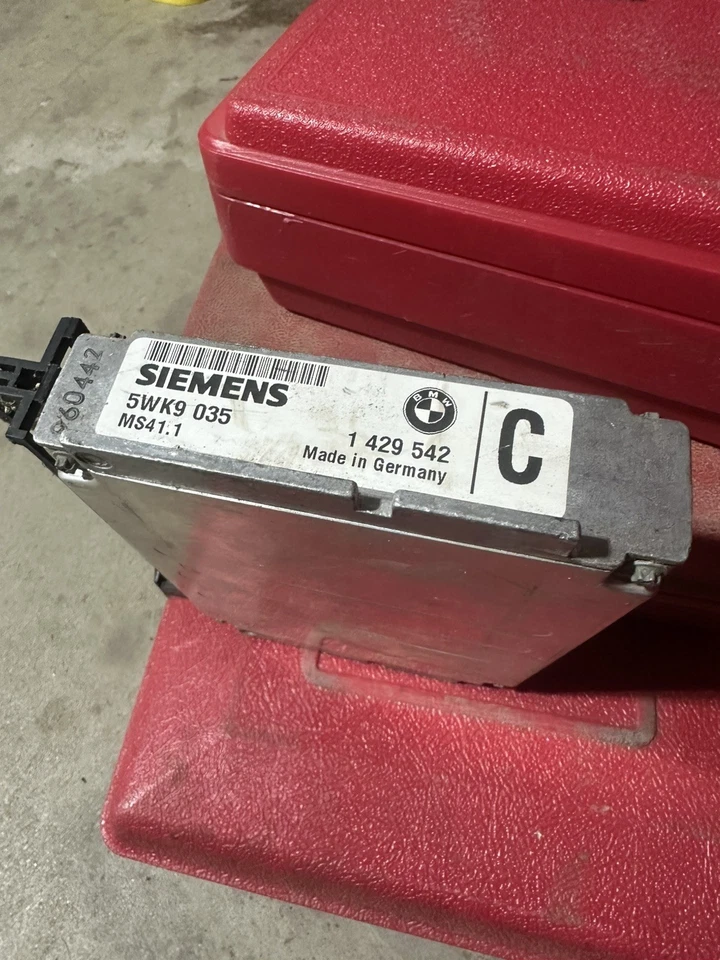 960442
SIEMENS
5WK9 035
MS41.1
BMW
1 429 542
Made in Germany
C